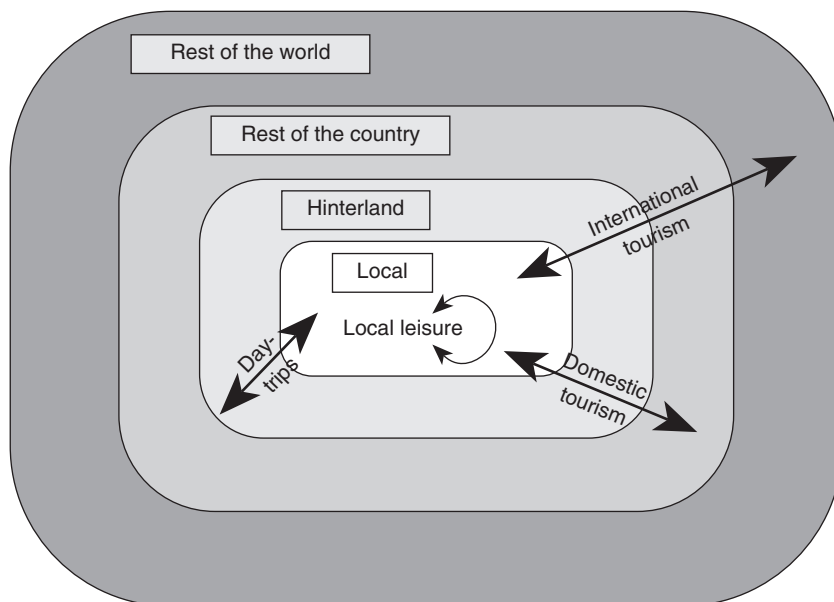 Rest of the world
Rest of the country
Hinterland
International
tourism
Local
Local leisure
Day-
trips
Domestic
tourism